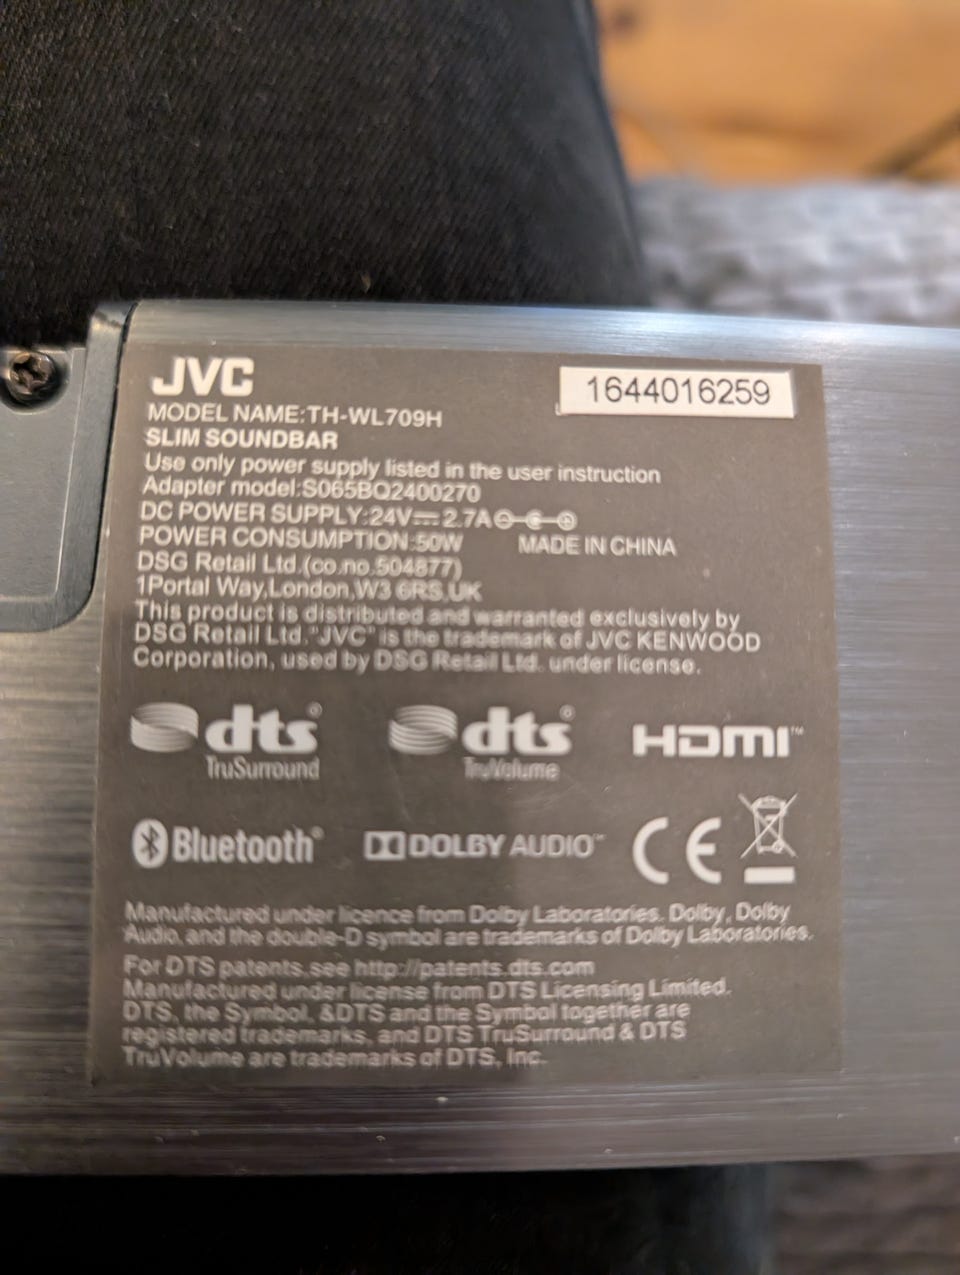 JVC
1644016259
MODEL NAME:TH-WL709H
SLIM SOUNDBAR
Use only power supply listed in the user instruction
Adapter model:S065BQ2400270
DC POWER SUPPLY:24V⎓2.7A
POWER CONSUMPTION:50W MADE IN CHINA
DSG Retail Ltd.(co.no.504877)
1Portal Way,London,W3 6RS,UK
This product is distributed and warranted exclusively by
DSG Retail Ltd."JVC" is the trademark of JVC KENWOOD
Corporation, used by DSG Retail Ltd. under license.
dts® dts® HDMI™
TruSurround TruVolume
Bluetooth® DOLBY AUDIO™ CE
Manufactured under licence from Dolby Laboratories. Dolby, Dolby
Audio, and the double-D symbol are trademarks of Dolby Laboratories.
For DTS patents,see http://patents.dts.com
Manufactured under license from DTS Licensing Limited.
DTS, the Symbol, &DTS and the Symbol together are
registered trademarks, and DTS TruSurround & DTS
TruVolume are trademarks of DTS, Inc.